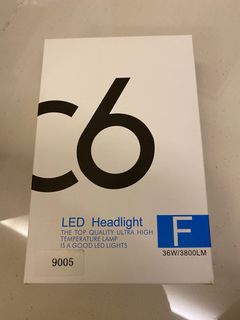 C6
LED Headlight
THE TOP QUALITY ULTRA HIGH
TEMPERATURE LAMP
IS A GOOD LED LIGHTS
9005
F
36W/3800LM